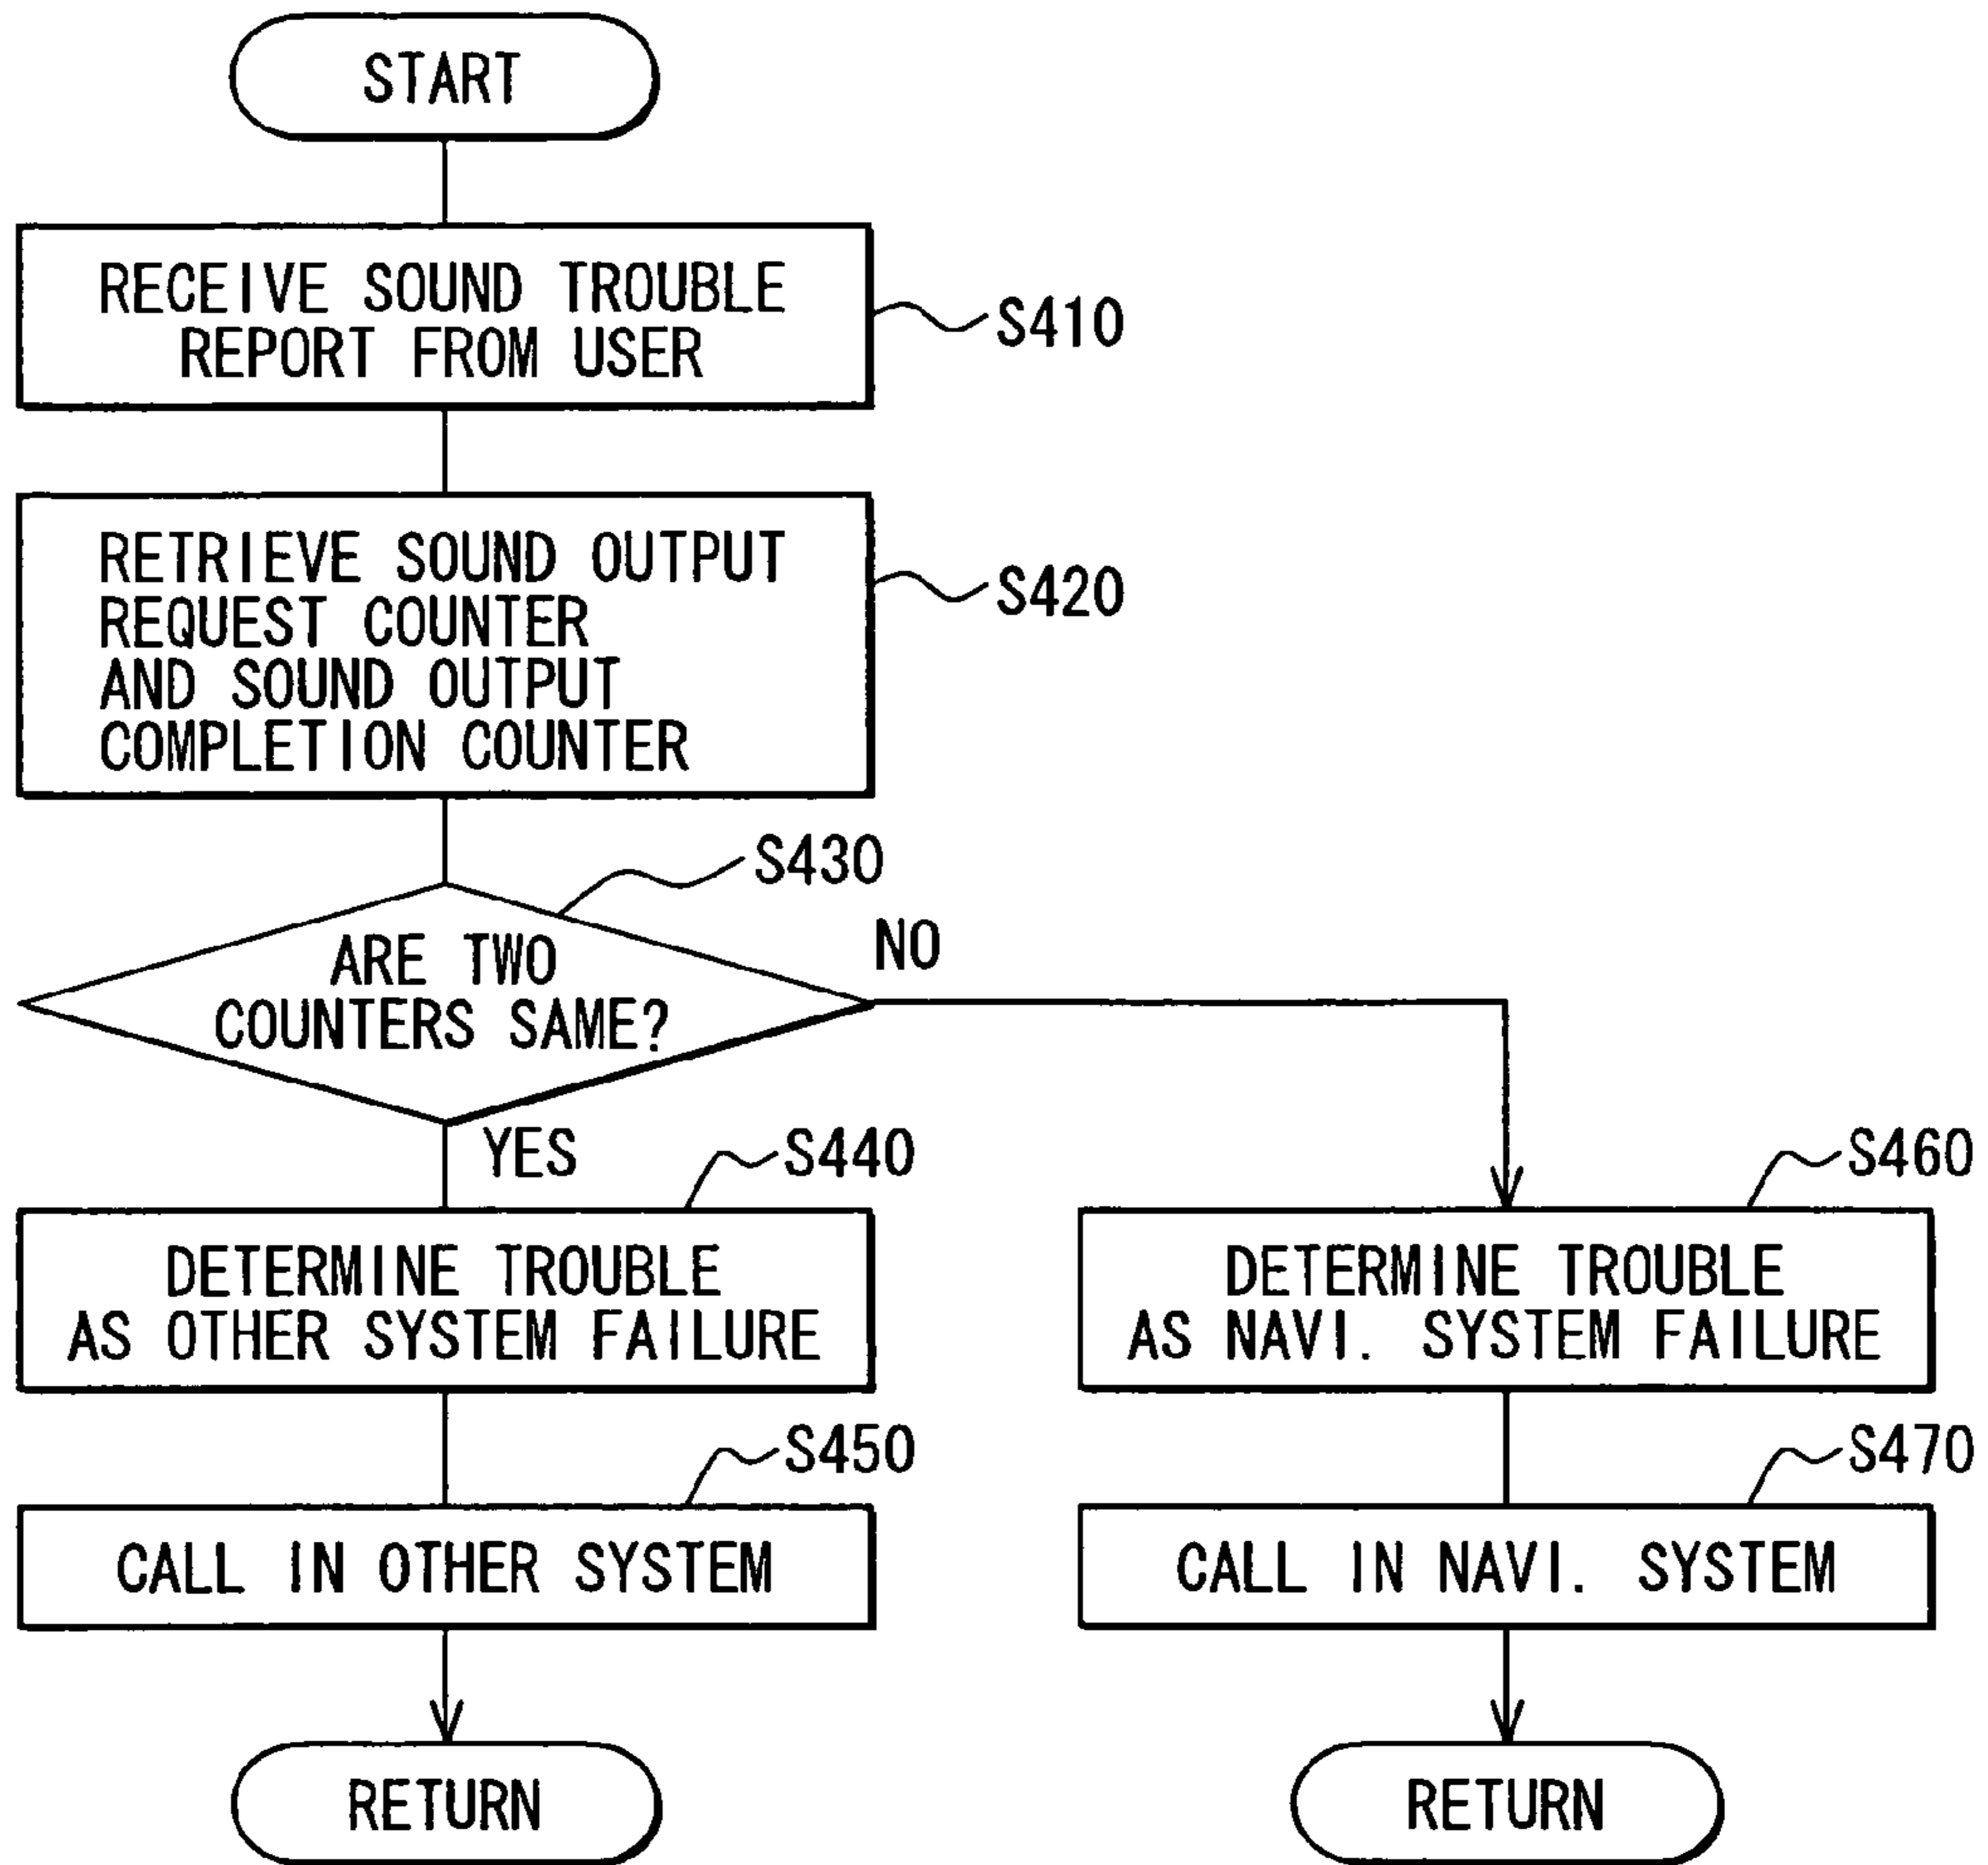 START
RECEIVE SOUND TROUBLE
REPORT FROM USER
S410
RETRIEVE SOUND OUTPUT
REQUEST COUNTER
AND SOUND OUTPUT
COMPLETION COUNTER
S420
S430
ARE TWO
COUNTERS SAME?
NO
YES
S440
DETERMINE TROUBLE
AS OTHER SYSTEM FAILURE
S450
CALL IN OTHER SYSTEM
RETURN
S460
DETERMINE TROUBLE
AS NAVI. SYSTEM FAILURE
S470
CALL IN NAVI. SYSTEM
RETURN